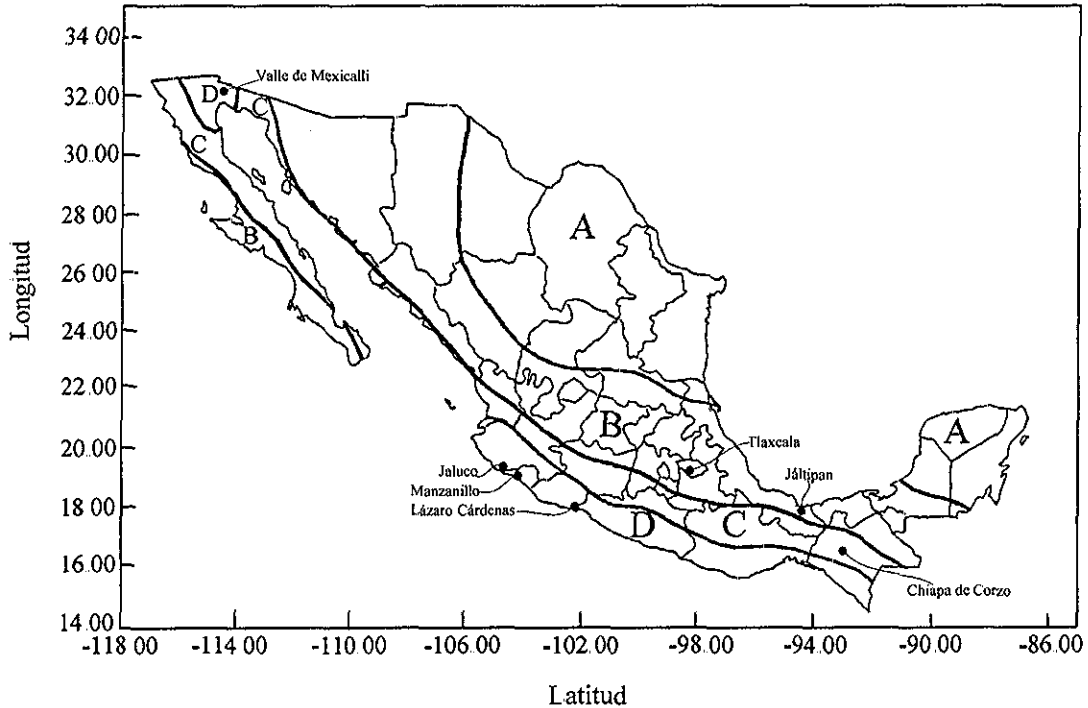 34 00
32.00
30.00
28 00
26 00
24 00
22.00
20.00
18 00
16 00
14 00
-118 00
-114 00
-110 00
-106.00
-102 00
-98 00
-94 00
-90.00
-86.00
Longitud
Latitud
Valle de Mexicalli
D
C
C
B
A
B
A
Tlaxcala
Jáltipan
Jaluco
Manzanillo
Lázaro Cárdenas
D
C
Chiapa de Corzo